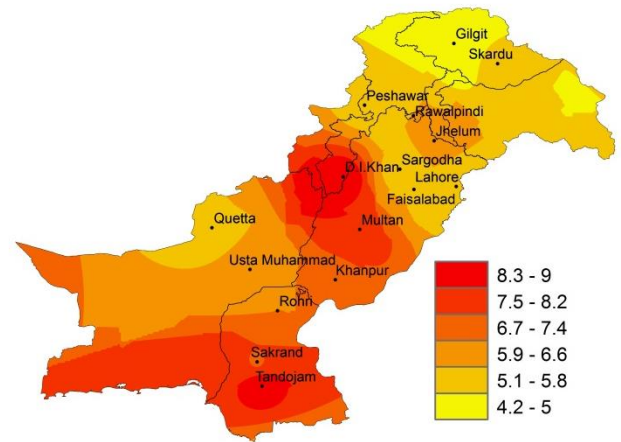 Gilgit
Skardu
Peshawar
Rawalpindi
Jhelum
Sargodha
D.I.Khan
Lahore
Faisalabad
Quetta
Multan
Usta Muhammad
Khanpur
Rohri
Sakrand
Tandojam
8.3 - 9
7.5 - 8.2
6.7 - 7.4
5.9 - 6.6
5.1 - 5.8
4.2 - 5